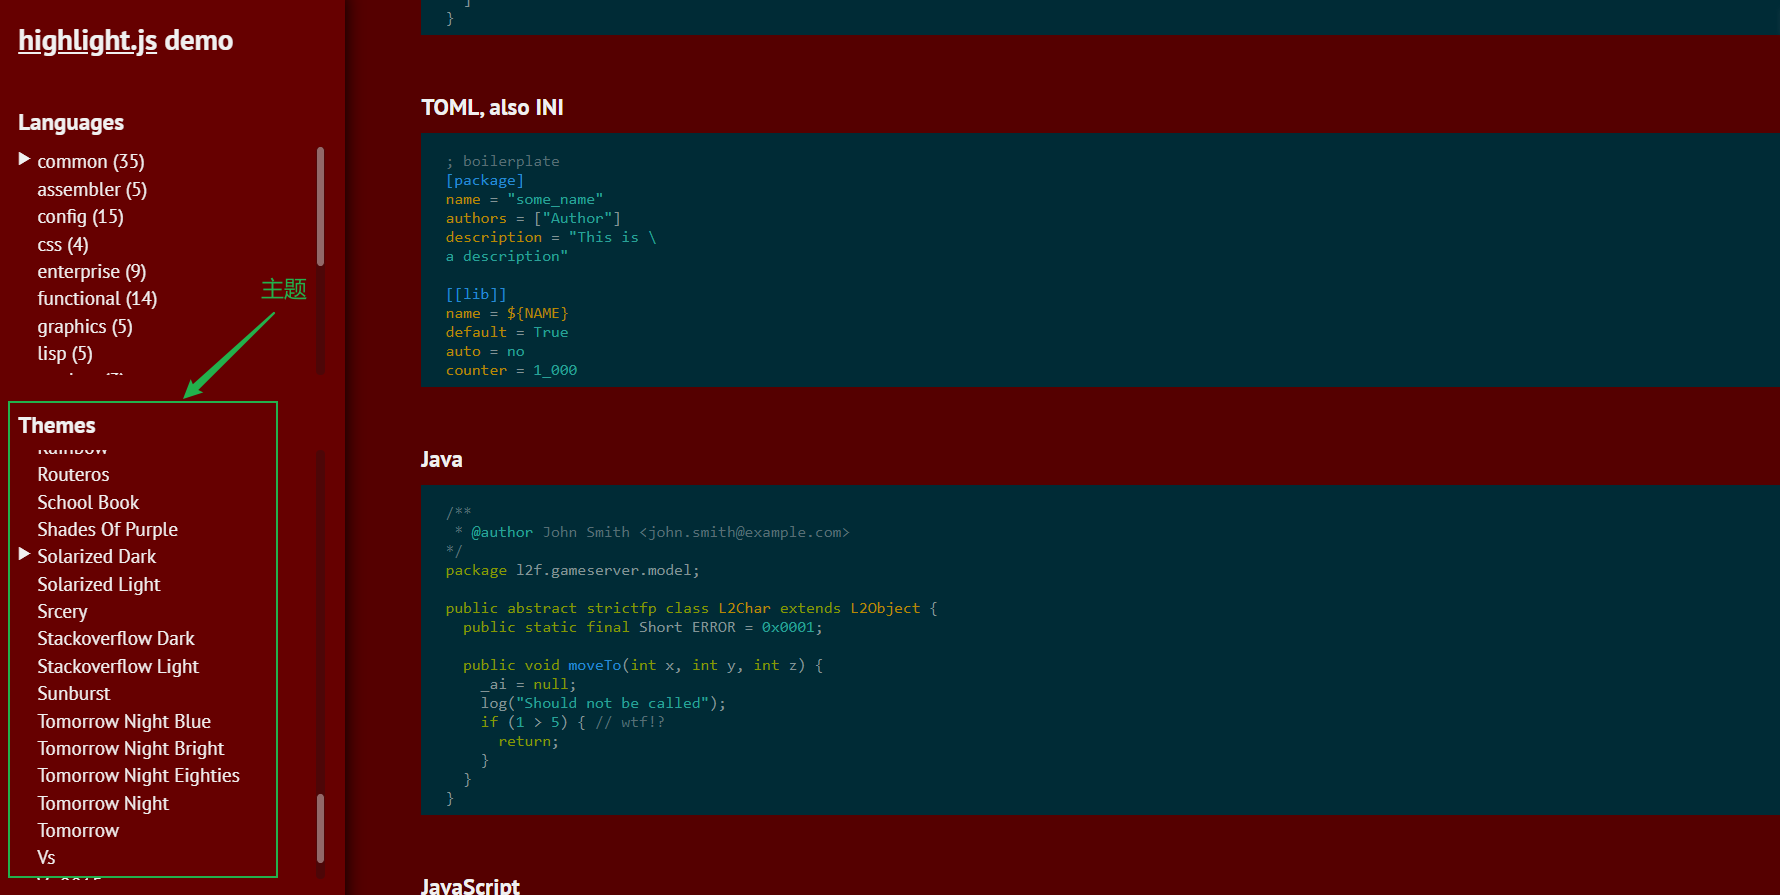 highlight.js demo
Languages
common (35)
assembler (5)
config (15)
css (4)
enterprise (9)
functional (14)
graphics (5)
lisp (5)
主题
Themes
Rainbow
Routeros
School Book
Shades Of Purple
Solarized Dark
Solarized Light
Srcery
Stackoverflow Dark
Stackoverflow Light
Sunburst
Tomorrow Night Blue
Tomorrow Night Bright
Tomorrow Night Eighties
Tomorrow Night
Tomorrow
Vs
]
}
TOML, also INI
; boilerplate
[package]
name = "some_name"
authors = ["Author"]
description = "This is \
a description"
[[lib]]
name = ${NAME}
default = True
auto = no
counter = 1_000
Java
/**
 * @author John Smith <john.smith@example.com>
*/
package l2f.gameserver.model;
public abstract strictfp class L2Char extends L2Object {
  public static final Short ERROR = 0x0001;
  public void moveTo(int x, int y, int z) {
    _ai = null;
    log("Should not be called");
    if (1 > 5) { // wtf!?
      return;
    }
  }
}
JavaScript